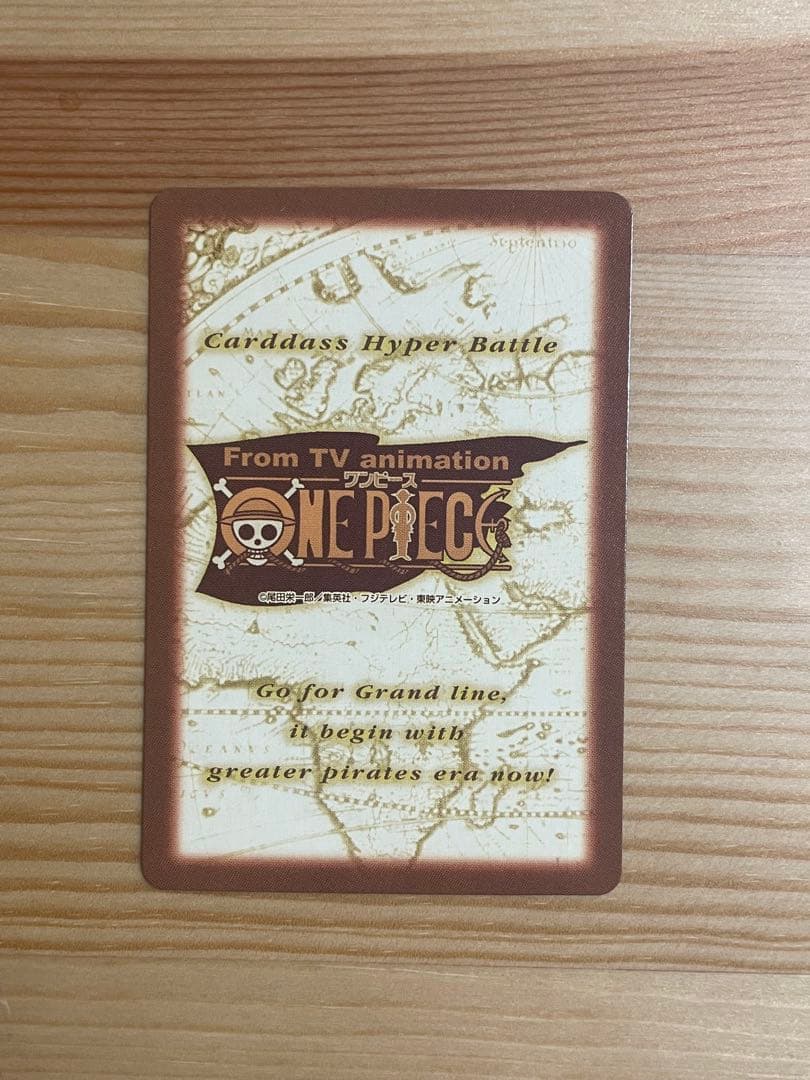 Septentrio
Carddass Hyper Battle
From TV animation
ワンピース
ONE PIECE
©尾田栄一郎／集英社・フジテレビ・東映アニメーション
Go for Grand line,
it begin with
OCEANUS
greater pirates era now!